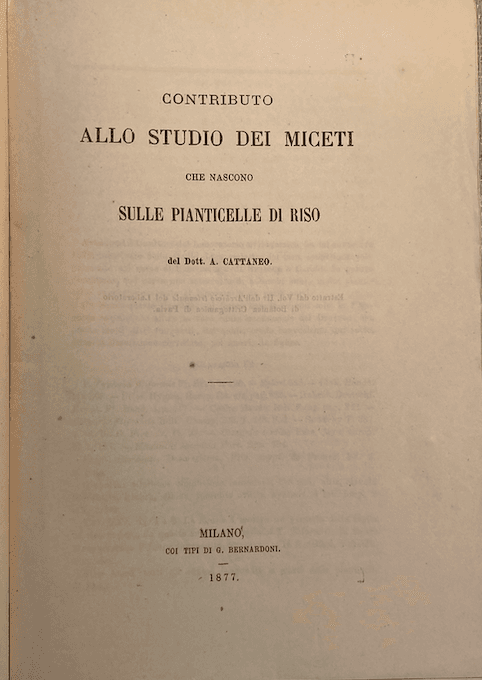 CONTRIBUTO
ALLO STUDIO DEI MICETI
CHE NASCONO
SULLE PIANTICELLE DI RISO
del Dott. A. CATTANEO.
MILANO,
COI TIPI DI G. BERNARDONI.
1877.